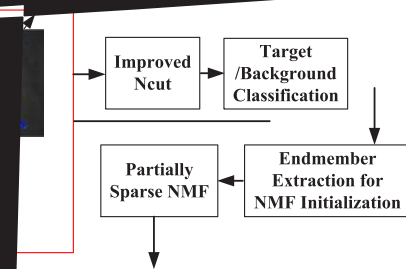 Improved
Ncut
Target
/Background
Classification
Partially
Sparse NMF
Endmember
Extraction for
NMF Initialization